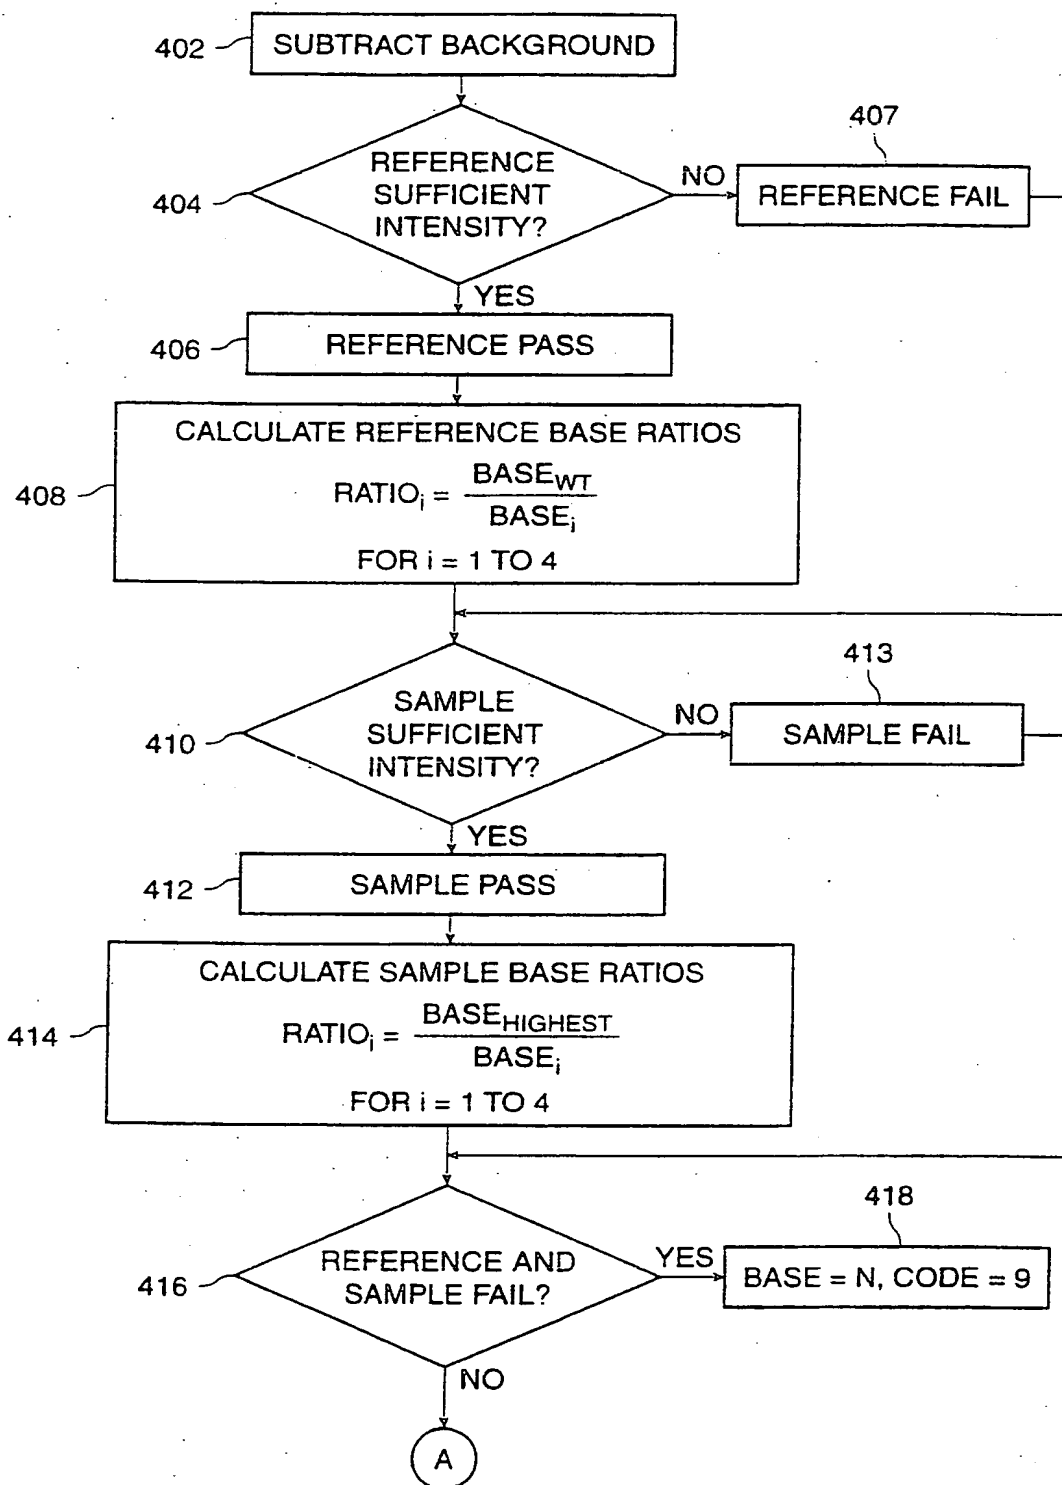 402
SUBTRACT BACKGROUND
407
404
REFERENCE
SUFFICIENT
INTENSITY?
NO
REFERENCE FAIL
YES
406
REFERENCE PASS
408
CALCULATE REFERENCE BASE RATIOS
RATIOi = BASEWT / BASEi
FOR i = 1 TO 4
413
410
SAMPLE
SUFFICIENT
INTENSITY?
NO
SAMPLE FAIL
YES
412
SAMPLE PASS
414
CALCULATE SAMPLE BASE RATIOS
RATIOi = BASEHIGHEST / BASEi
FOR i = 1 TO 4
418
416
REFERENCE AND
SAMPLE FAIL?
YES
BASE = N, CODE = 9
NO
A